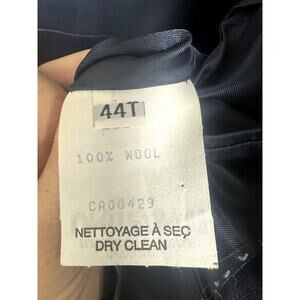 44T
100% WOOL
CA00429
NETTOYAGE À SEC
DRY CLEAN